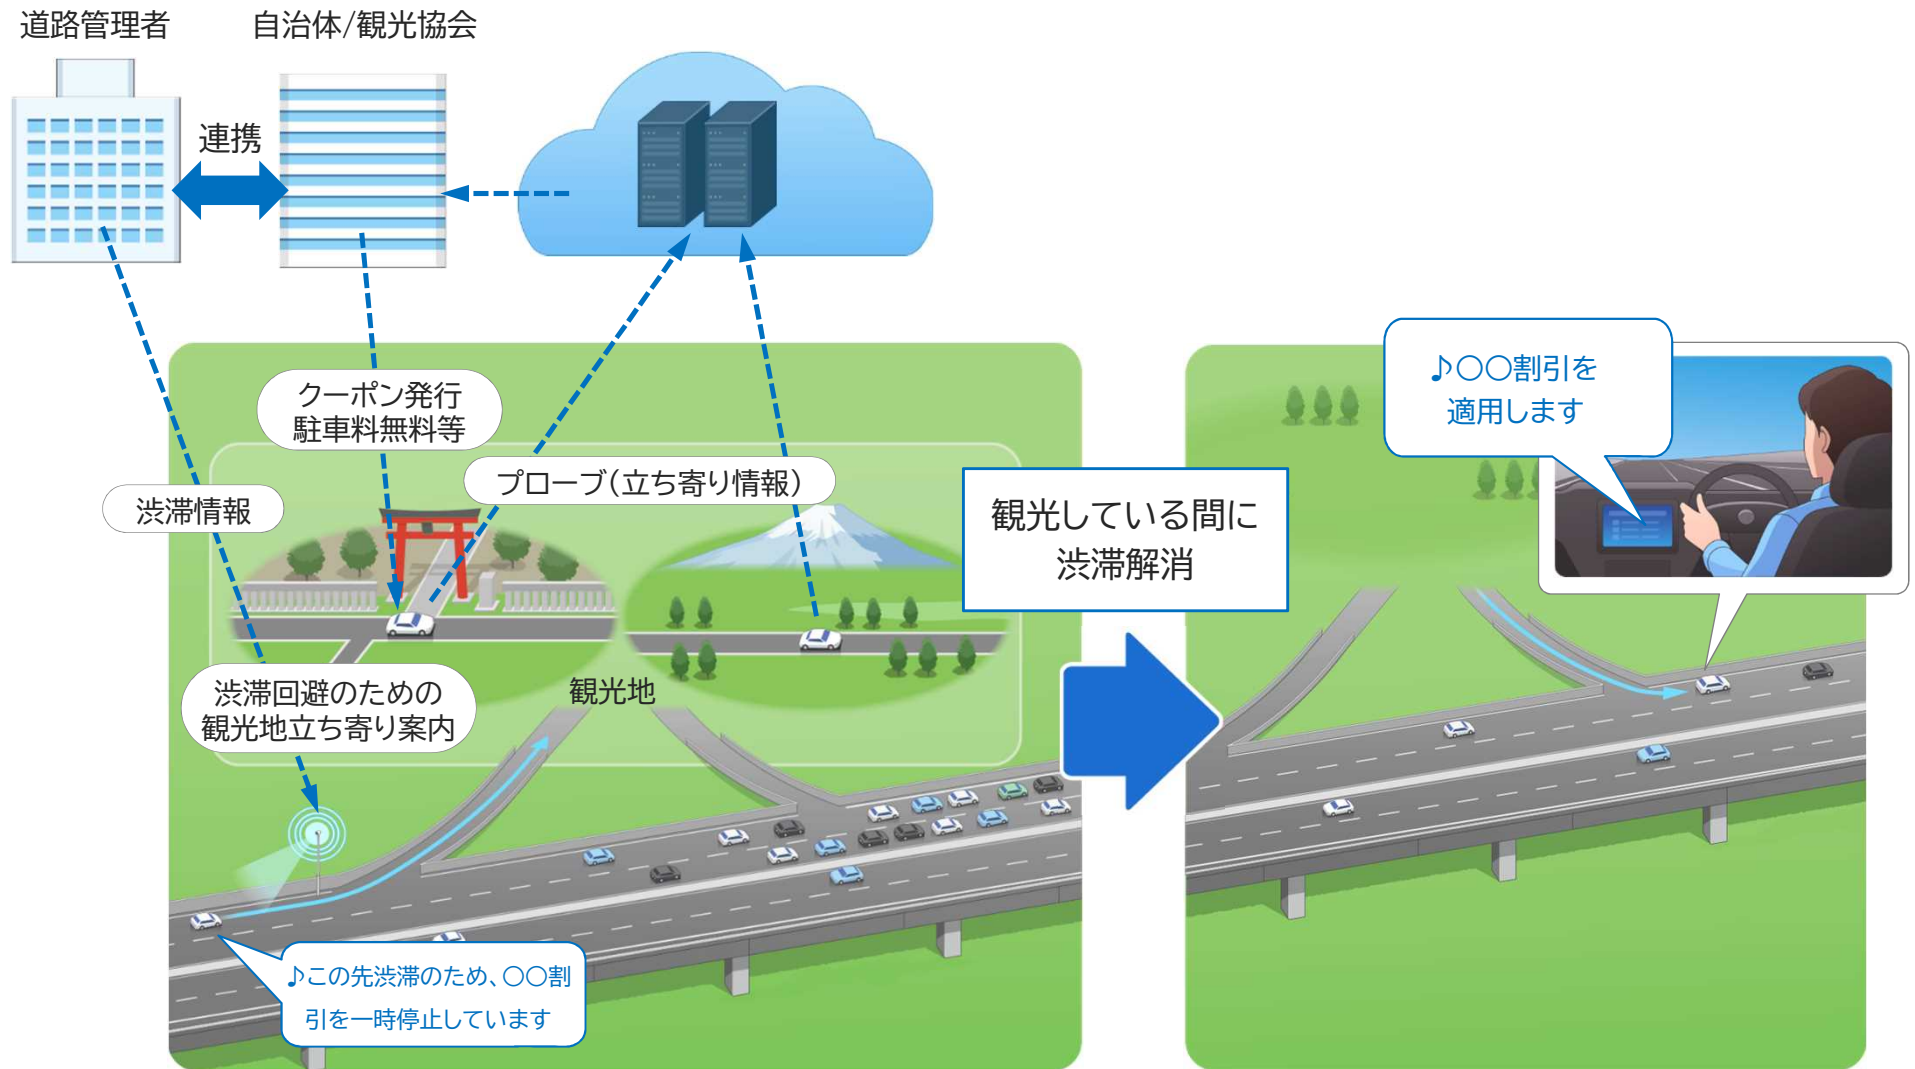 道路管理者
自治体/観光協会
連携
クーポン発行
駐車料無料等
渋滞情報
プローブ(立ち寄り情報)
渋滞回避のための
観光地立ち寄り案内
観光地
♪この先渋滞のため、〇〇割
引を一時停止しています
観光している間に
渋滞解消
♪〇〇割引を
適用します